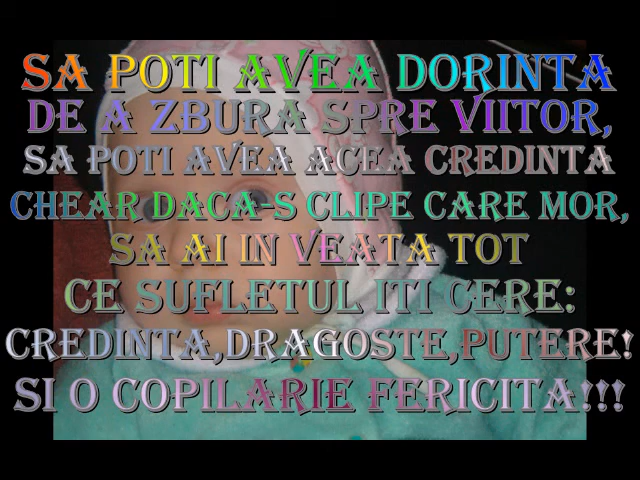 SA POTI AVEA DORINTA
DE A ZBURA SPRE VIITOR,
SA POTI AVEA ACEA CREDINTA
CHEAR DACA-S CLIPE CARE MOR,
SA AI IN VEATA TOT
CE SUFLETUL ITI CERE:
CREDINTA,DRAGOSTE,PUTERE!
SI O COPILARIE FERICITA!!!